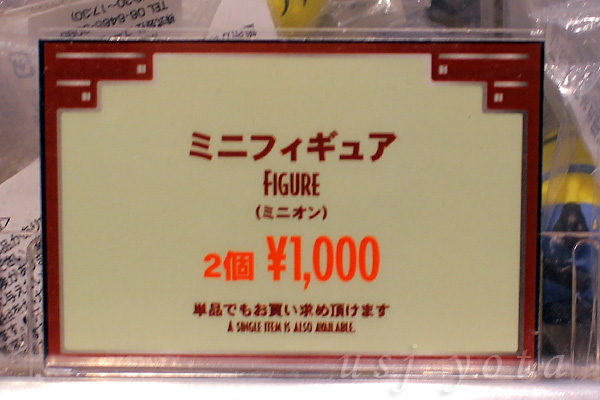 ミニフィギュア
FIGURE
(ミニオン)
2個 ¥1,000
単品でもお買い求め頂けます
A SINGLE ITEM IS ALSO AVAILABLE.
usj yota